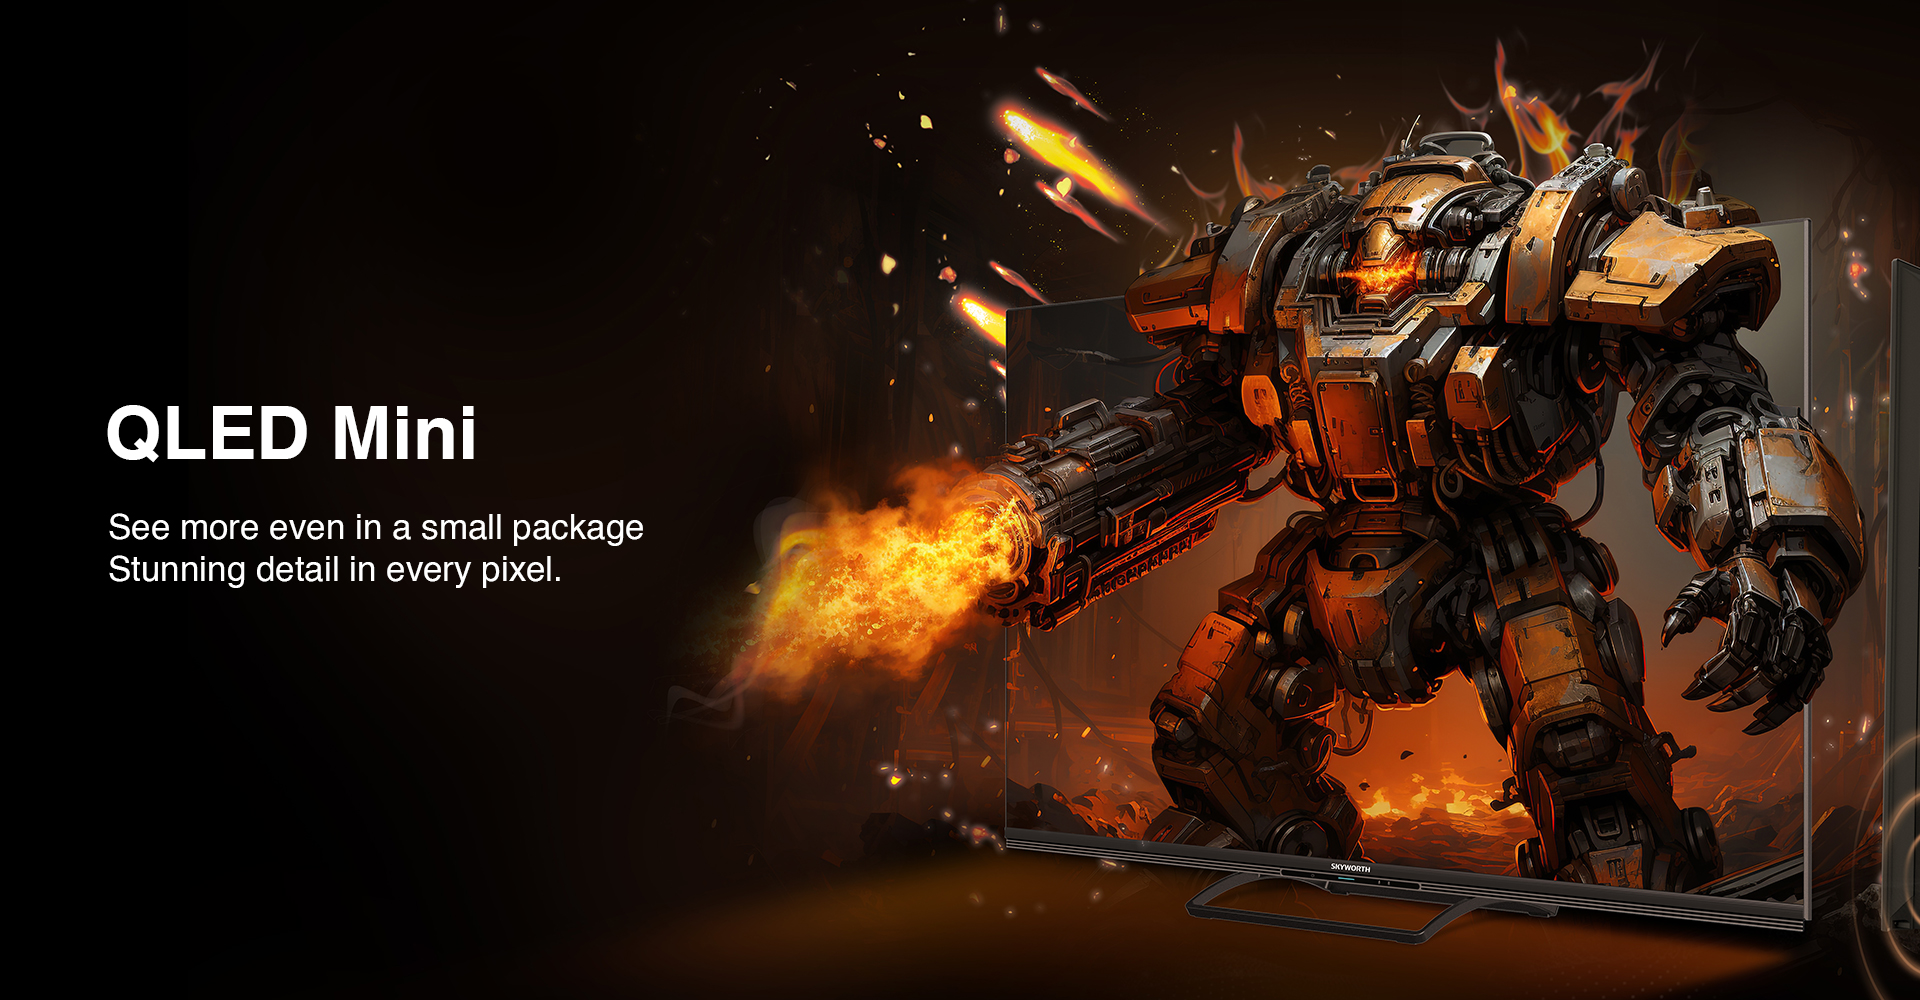 QLED Mini
See more even in a small package
Stunning detail in every pixel.
SKYWORTH